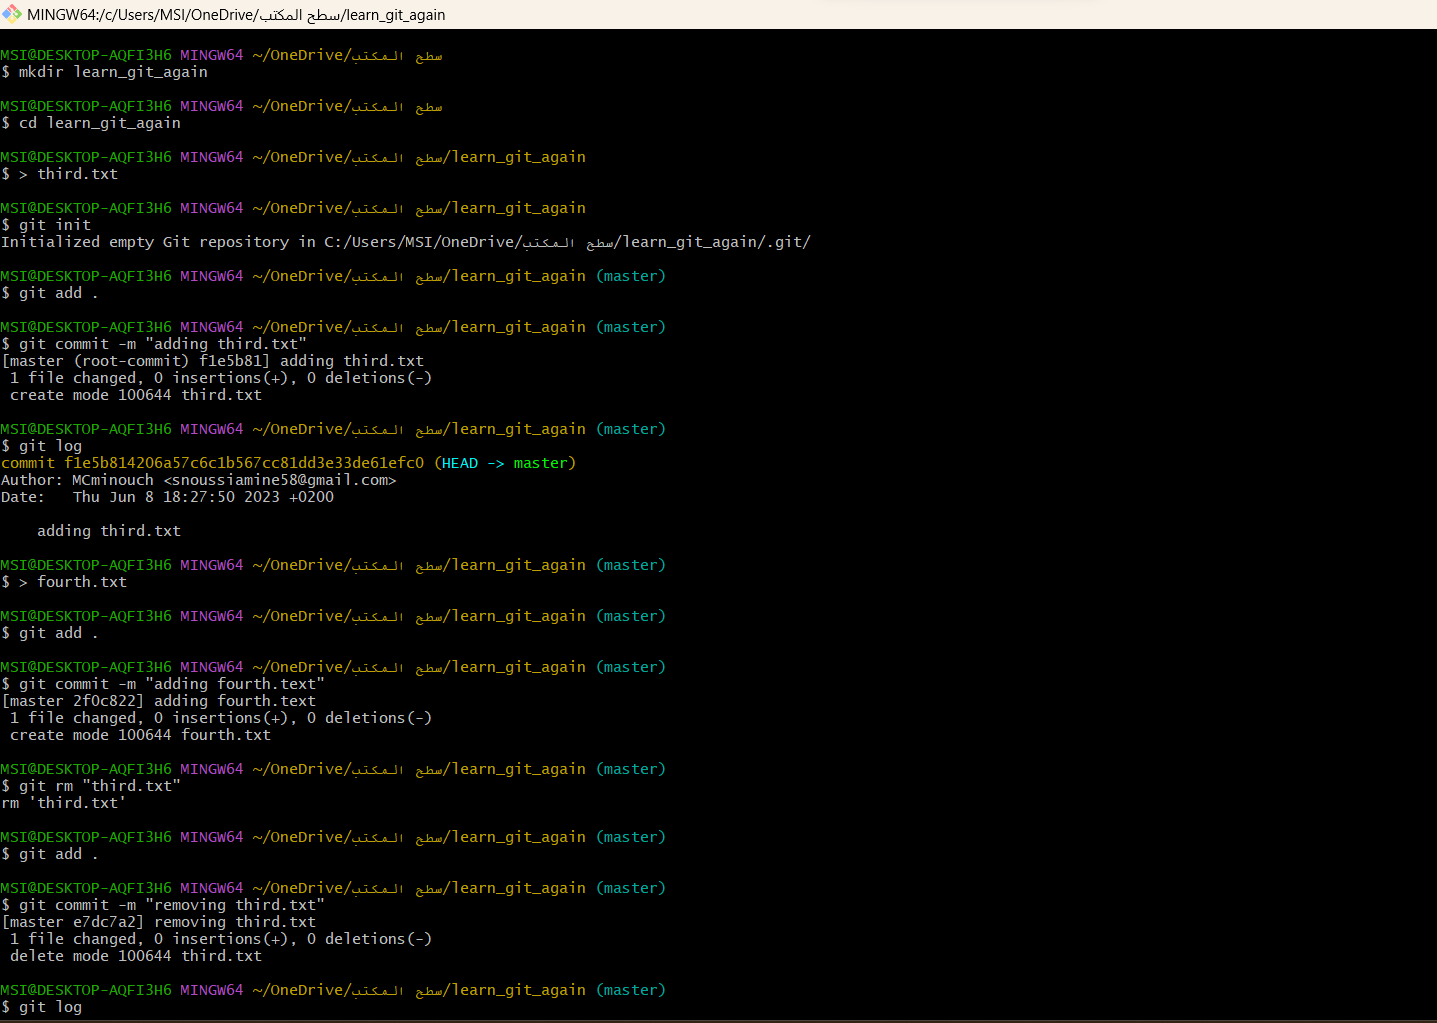 MINGW64:/c/Users/MSI/OneDrive/سطح المكتب/learn_git_again
MSI@DESKTOP-AQFI3H6 MINGW64 ~/OneDrive/سطح المكتب
$ mkdir learn_git_again
MSI@DESKTOP-AQFI3H6 MINGW64 ~/OneDrive/سطح المكتب
$ cd learn_git_again
MSI@DESKTOP-AQFI3H6 MINGW64 ~/OneDrive/سطح المكتب/learn_git_again
$ > third.txt
MSI@DESKTOP-AQFI3H6 MINGW64 ~/OneDrive/سطح المكتب/learn_git_again
$ git init
Initialized empty Git repository in C:/Users/MSI/OneDrive/سطح المكتب/learn_git_again/.git/
MSI@DESKTOP-AQFI3H6 MINGW64 ~/OneDrive/سطح المكتب/learn_git_again (master)
$ git add .
MSI@DESKTOP-AQFI3H6 MINGW64 ~/OneDrive/سطح المكتب/learn_git_again (master)
$ git commit -m "adding third.txt"
[master (root-commit) f1e5b81] adding third.txt
 1 file changed, 0 insertions(+), 0 deletions(-)
 create mode 100644 third.txt
MSI@DESKTOP-AQFI3H6 MINGW64 ~/OneDrive/سطح المكتب/learn_git_again (master)
$ git log
commit f1e5b814206a57c6c1b567cc81dd3e33de61efc0 (HEAD -> master)
Author: MCminouch <snoussiamine58@gmail.com>
Date:   Thu Jun 8 18:27:50 2023 +0200
    adding third.txt
MSI@DESKTOP-AQFI3H6 MINGW64 ~/OneDrive/سطح المكتب/learn_git_again (master)
$ > fourth.txt
MSI@DESKTOP-AQFI3H6 MINGW64 ~/OneDrive/سطح المكتب/learn_git_again (master)
$ git add .
MSI@DESKTOP-AQFI3H6 MINGW64 ~/OneDrive/سطح المكتب/learn_git_again (master)
$ git commit -m "adding fourth.text"
[master 2f0c822] adding fourth.text
 1 file changed, 0 insertions(+), 0 deletions(-)
 create mode 100644 fourth.txt
MSI@DESKTOP-AQFI3H6 MINGW64 ~/OneDrive/سطح المكتب/learn_git_again (master)
$ git rm "third.txt"
rm 'third.txt'
MSI@DESKTOP-AQFI3H6 MINGW64 ~/OneDrive/سطح المكتب/learn_git_again (master)
$ git add .
MSI@DESKTOP-AQFI3H6 MINGW64 ~/OneDrive/سطح المكتب/learn_git_again (master)
$ git commit -m "removing third.txt"
[master e7dc7a2] removing third.txt
 1 file changed, 0 insertions(+), 0 deletions(-)
 delete mode 100644 third.txt
MSI@DESKTOP-AQFI3H6 MINGW64 ~/OneDrive/سطح المكتب/learn_git_again (master)
$ git log